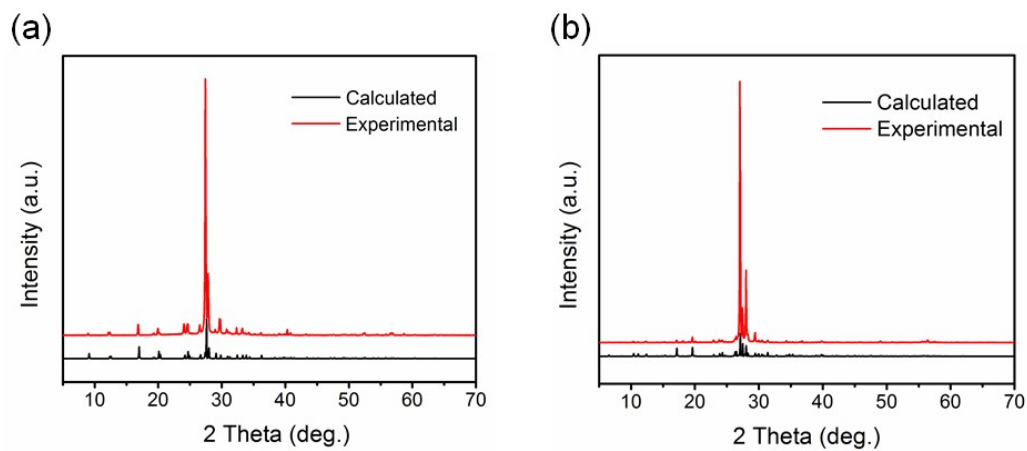 (a)
Intensity (a.u.)
Calculated
Experimental
10 20 30 40 50 60 70
2 Theta (deg.)
(b)
Intensity (a.u.)
Calculated
Experimental
10 20 30 40 50 60 70
2 Theta (deg.)